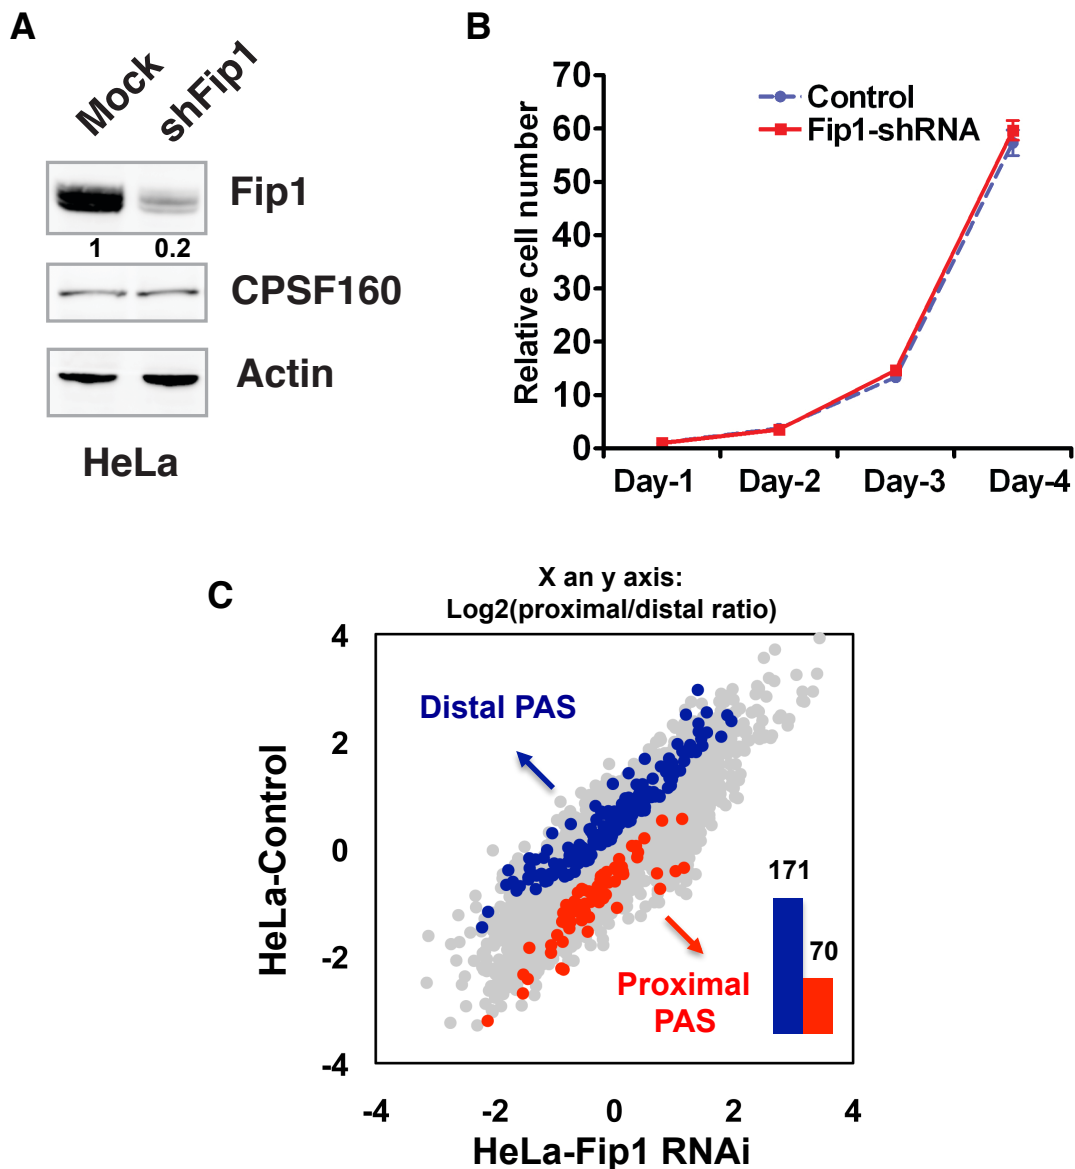 A
Mock
shFip1
Fip1
1
0.2
CPSF160
Actin
HeLa
B
Relative cell number
70
60
50
40
30
20
10
0
Control
Fip1-shRNA
Day-1
Day-2
Day-3
Day-4
C
X an y axis:
Log2(proximal/distal ratio)
HeLa-Control
4
2
0
-2
-4
Distal PAS
Proximal
PAS
171
70
-4
-2
0
2
4
HeLa-Fip1 RNAi